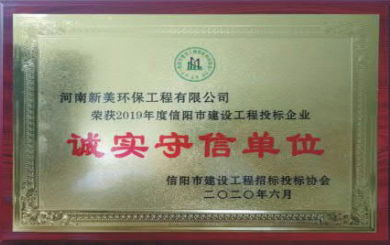 河南新美环保工程有限公司
荣获2019年度信阳市建设工程投标企业
诚实守信单位
信阳市建设工程招标投标协会
二〇二〇年六月